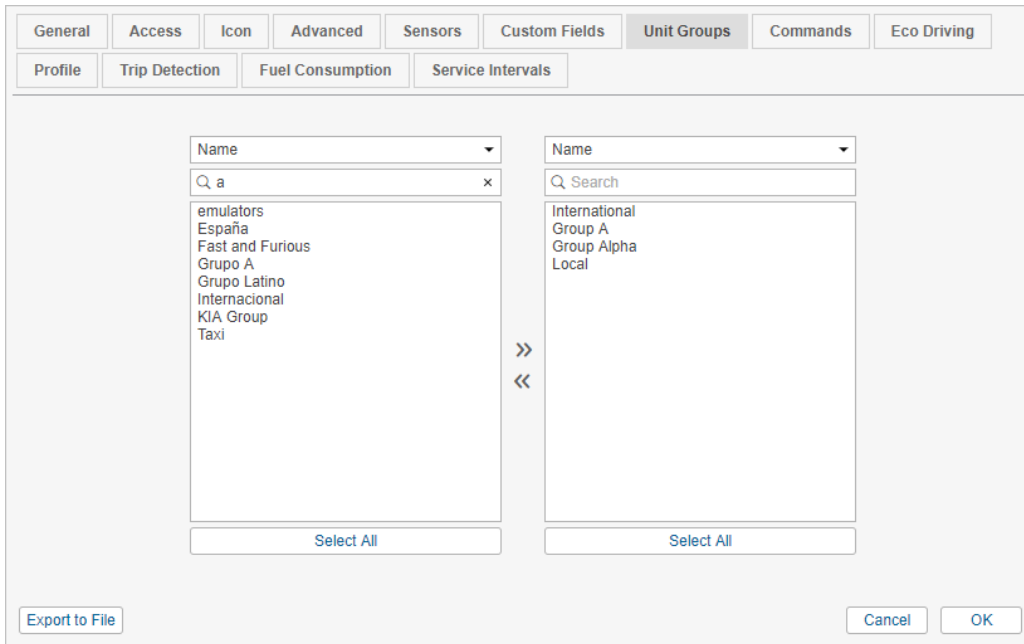 General Access Icon Advanced Sensors Custom Fields Unit Groups Commands Eco Driving
Profile Trip Detection Fuel Consumption Service Intervals
Name
a
emulators
España
Fast and Furious
Grupo A
Grupo Latino
Internacional
KIA Group
Taxi
Select All
Name
Search
International
Group A
Group Alpha
Local
Select All
Export to File Cancel OK